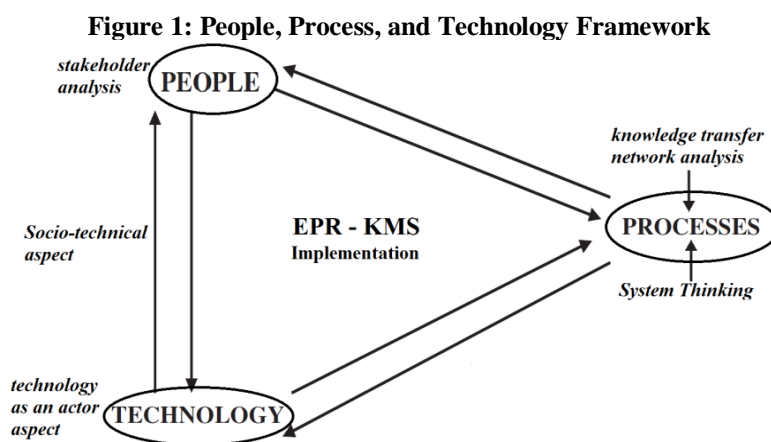 Figure 1: People, Process, and Technology Framework
stakeholder
analysis
PEOPLE
knowledge transfer
network analysis
Socio-technical
aspect
EPR - KMS
Implementation
PROCESSES
System Thinking
technology
as an actor
aspect
TECHNOLOGY